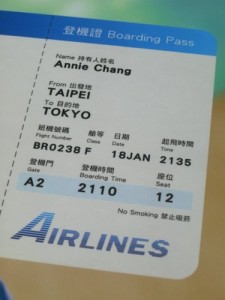 登機證 Boarding Pass
Name 持有人姓名
Annie Chang
From 出發地
TAIPEI
To 目的地
TOKYO
班機號碼 艙等 日期 起飛時間
Flight Number Class Date Time
BR0238 F 18JAN 2135
登機門 登機時間 座位
Gate Boarding Time Seat
A2 2110 12
No Smoking 禁止吸菸
AIRLINES